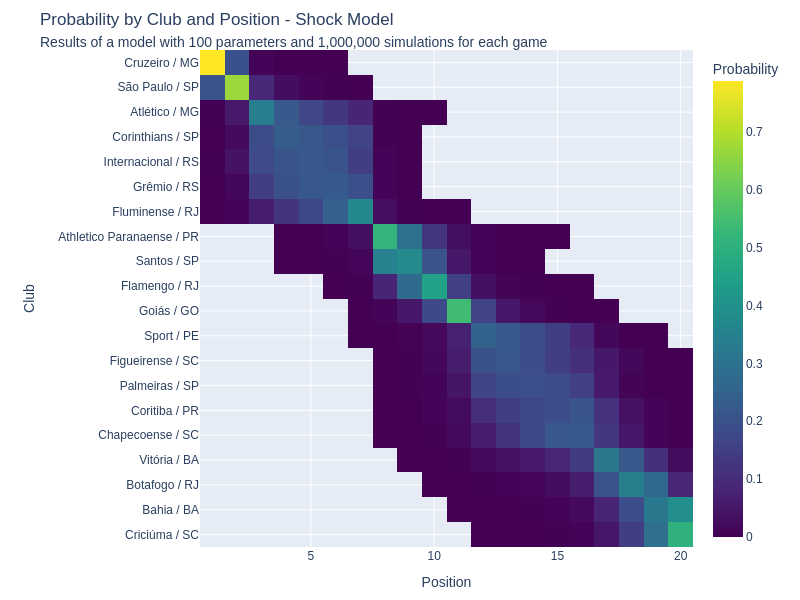 Probability by Club and Position - Shock Model
Results of a model with 100 parameters and 1,000,000 simulations for each game
Probability
Cruzeiro / MG
São Paulo / SP
Atlético / MG
Corinthians / SP
Internacional / RS
Grêmio / RS
Fluminense / RJ
Athletico Paranaense / PR
Santos / SP
Flamengo / RJ
Goiás / GO
Sport / PE
Figueirense / SC
Palmeiras / SP
Coritiba / PR
Chapecoense / SC
Vitória / BA
Botafogo / RJ
Bahia / BA
Criciúma / SC
Club
5
10
15
20
Position
0.7
0.6
0.5
0.4
0.3
0.2
0.1
0